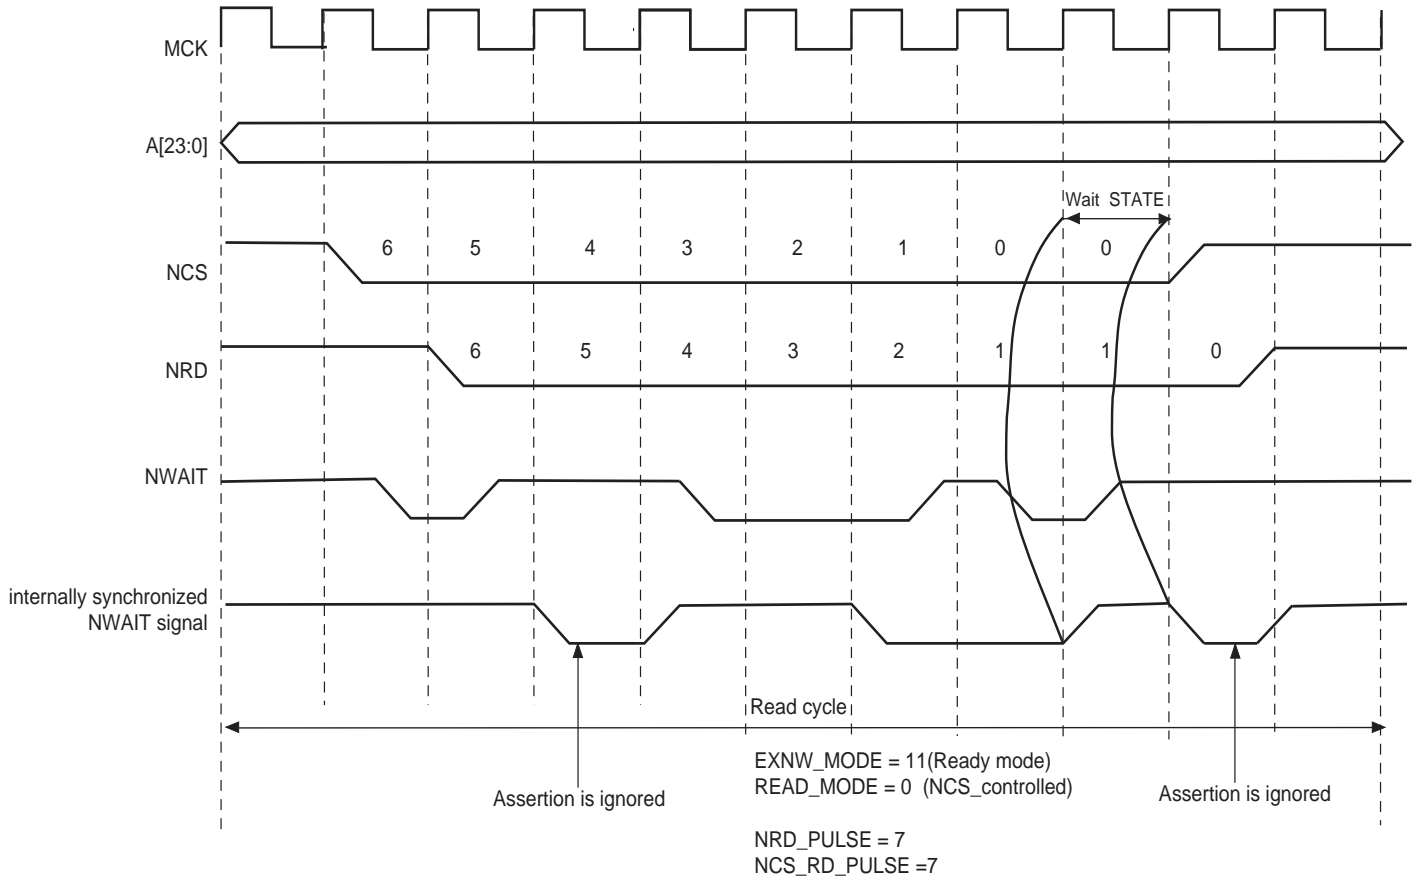 MCK
A[23:0]
Wait STATE
6 5 4 3 2 1 0 0
NCS
6 5 4 3 2 1 1 0
NRD
NWAIT
internally synchronized
NWAIT signal
Read cycle
EXNW_MODE = 11(Ready mode)
READ_MODE = 0 (NCS_controlled)
Assertion is ignored
Assertion is ignored
NRD_PULSE = 7
NCS_RD_PULSE =7